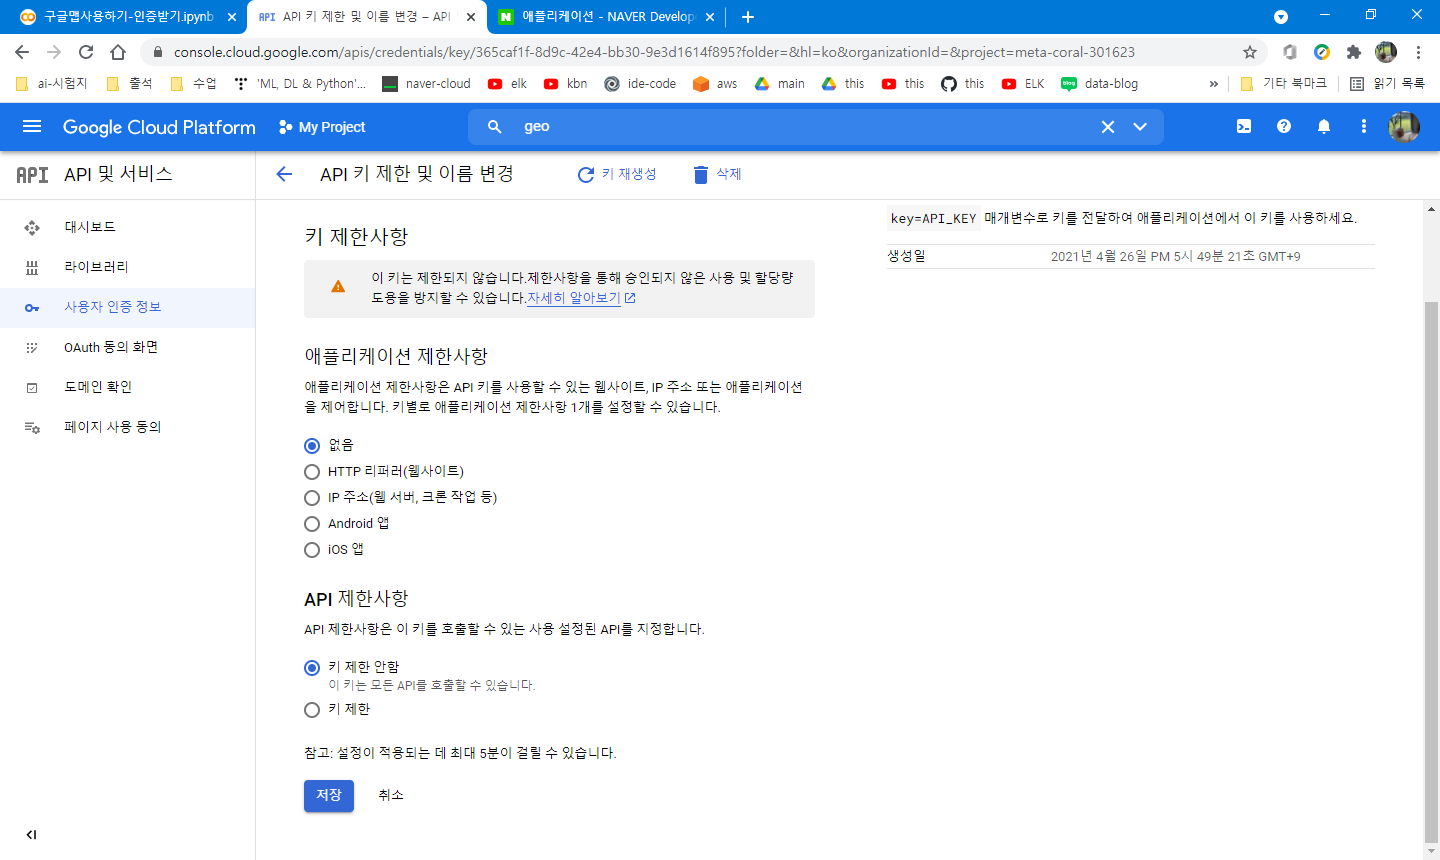 구글맵사용하기-인증받기.ipynb
API 키 제한 및 이름 변경 – API
애플리케이션 - NAVER Develop
console.cloud.google.com/apis/credentials/key/365caf1f-8d9c-42e4-bb30-9e3d1614f895?folder=&hl=ko&organizationId=&project=meta-coral-301623
ai-시험지
출석
수업
'ML, DL & Python'...
naver-cloud
elk
kbn
ide-code
aws
main
this
this
this
ELK
data-blog
»
기타 북마크
읽기 목록
Google Cloud Platform
My Project
geo
API API 및 서비스
API 키 제한 및 이름 변경
키 재생성
삭제
대시보드
라이브러리
사용자 인증 정보
OAuth 동의 화면
도메인 확인
페이지 사용 동의
key=API_KEY 매개변수로 키를 전달하여 애플리케이션에서 이 키를 사용하세요.
생성일 2021년 4월 26일 PM 5시 49분 21초 GMT+9
키 제한사항
이 키는 제한되지 않습니다.제한사항을 통해 승인되지 않은 사용 및 할당량
도용을 방지할 수 있습니다.자세히 알아보기
애플리케이션 제한사항
애플리케이션 제한사항은 API 키를 사용할 수 있는 웹사이트, IP 주소 또는 애플리케이션
을 제어합니다. 키별로 애플리케이션 제한사항 1개를 설정할 수 있습니다.
없음
HTTP 리퍼러(웹사이트)
IP 주소(웹 서버, 크론 작업 등)
Android 앱
iOS 앱
API 제한사항
API 제한사항은 이 키를 호출할 수 있는 사용 설정된 API를 지정합니다.
키 제한 안함
이 키는 모든 API를 호출할 수 있습니다.
키 제한
참고: 설정이 적용되는 데 최대 5분이 걸릴 수 있습니다.
저장
취소